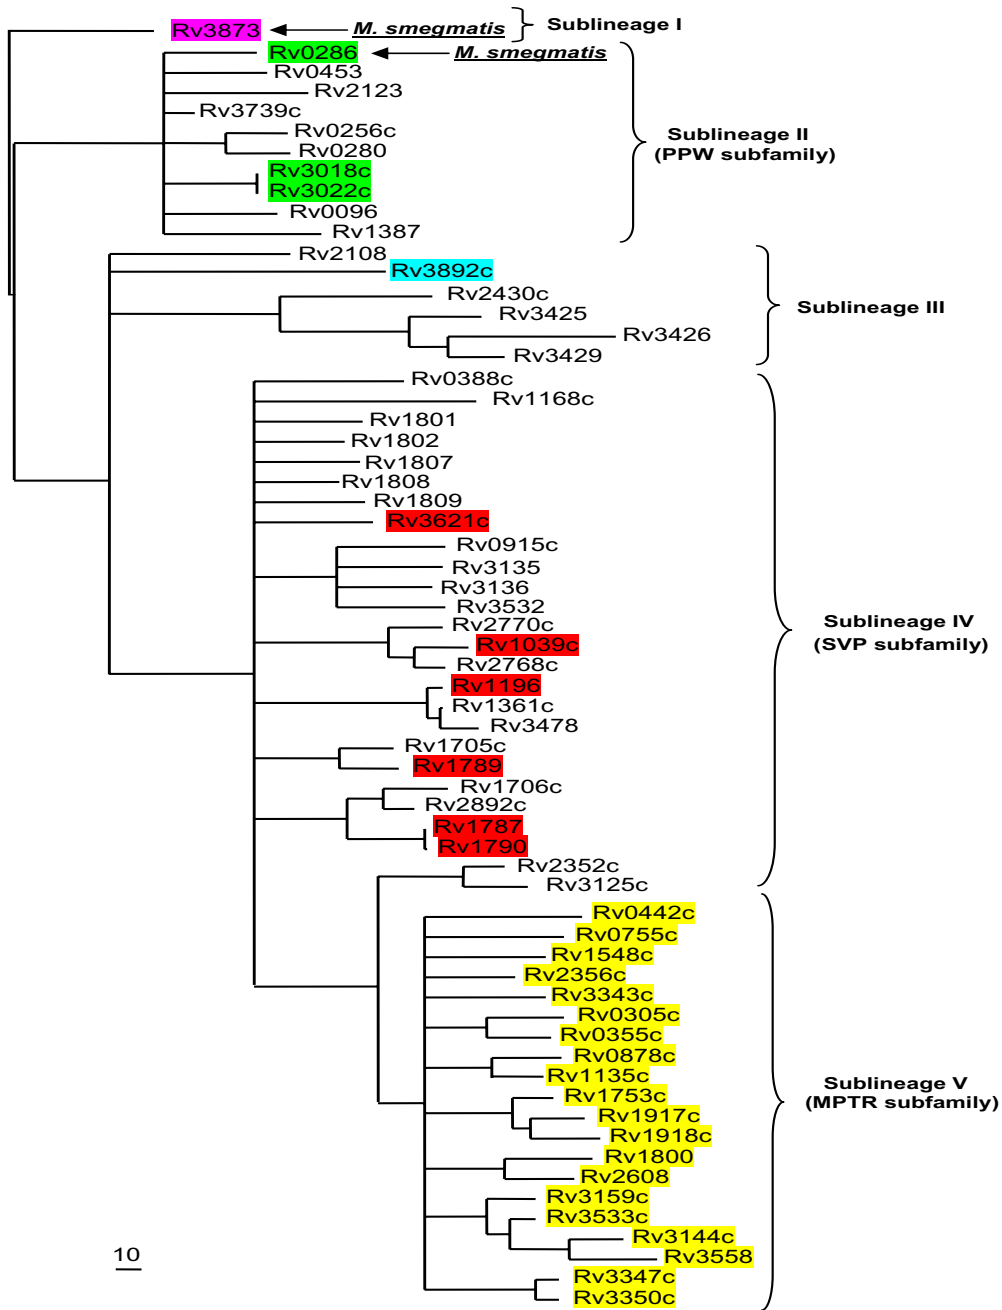 Rv3873 M. smegmatis Sublineage I
Rv0286 M. smegmatis
Rv0453
Rv2123
Rv3739c
Rv0256c
Sublineage II
(PPW subfamily)
Rv0280
Rv3018c
Rv3022c
Rv0096
Rv1387
Rv2108
Rv3892c
Rv2430c
Sublineage III
Rv3425
Rv3426
Rv3429
Rv0388c
Rv1168c
Rv1801
Rv1802
Rv1807
Rv1808
Rv1809
Rv3621c
Rv0915c
Rv3135
Rv3136
Rv3532
Sublineage IV
(SVP subfamily)
Rv2770c
Rv1039c
Rv2768c
Rv1196
Rv1361c
Rv3478
Rv1705c
Rv1789
Rv1706c
Rv2892c
Rv1787
Rv1790
Rv2352c
Rv3125c
Rv0442c
Rv0755c
Rv1548c
Rv2356c
Rv3343c
Rv0305c
Rv0355c
Rv0878c
Rv1135c
Sublineage V
(MPTR subfamily)
Rv1753c
Rv1917c
Rv1918c
Rv1800
Rv2608
Rv3159c
Rv3533c
Rv3144c
Rv3558
10
Rv3347c
Rv3350c